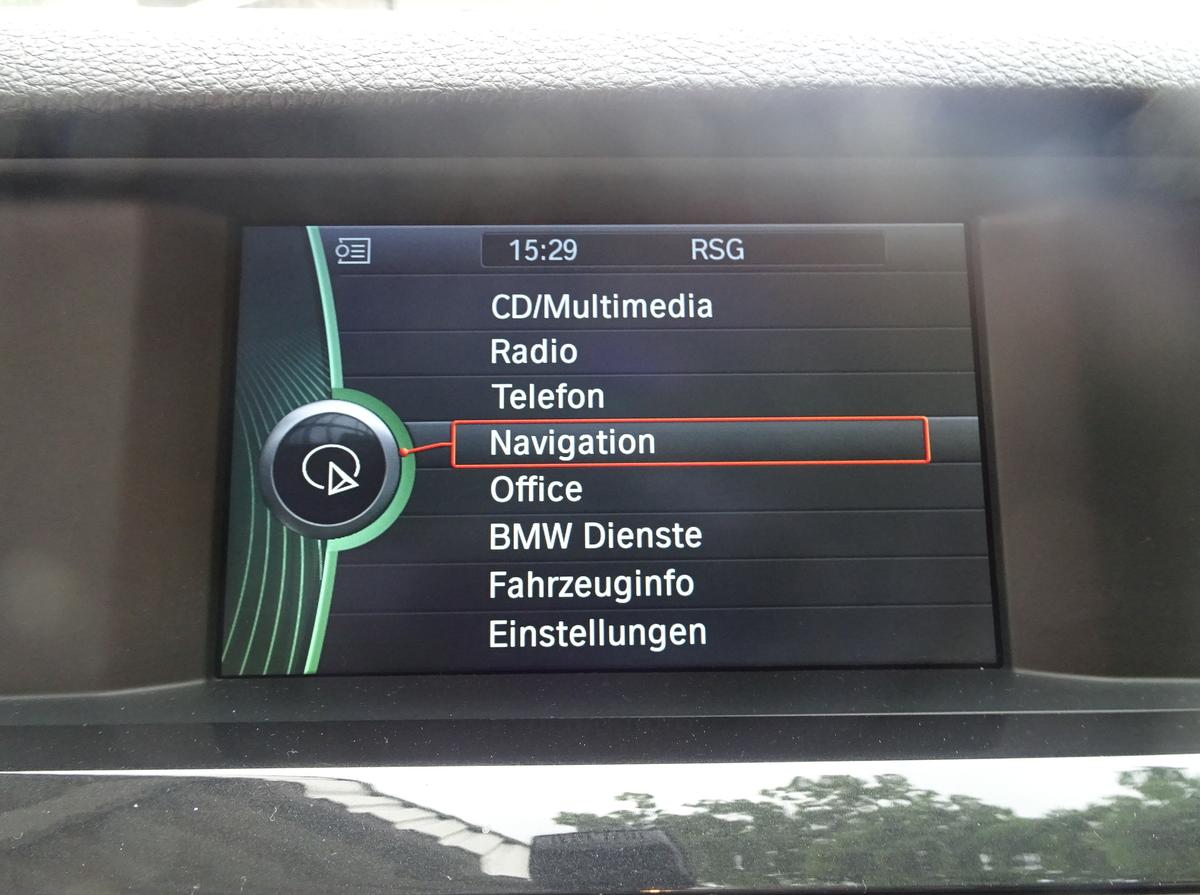 15:29 RSG
CD/Multimedia
Radio
Telefon
Navigation
Office
BMW Dienste
Fahrzeuginfo
Einstellungen